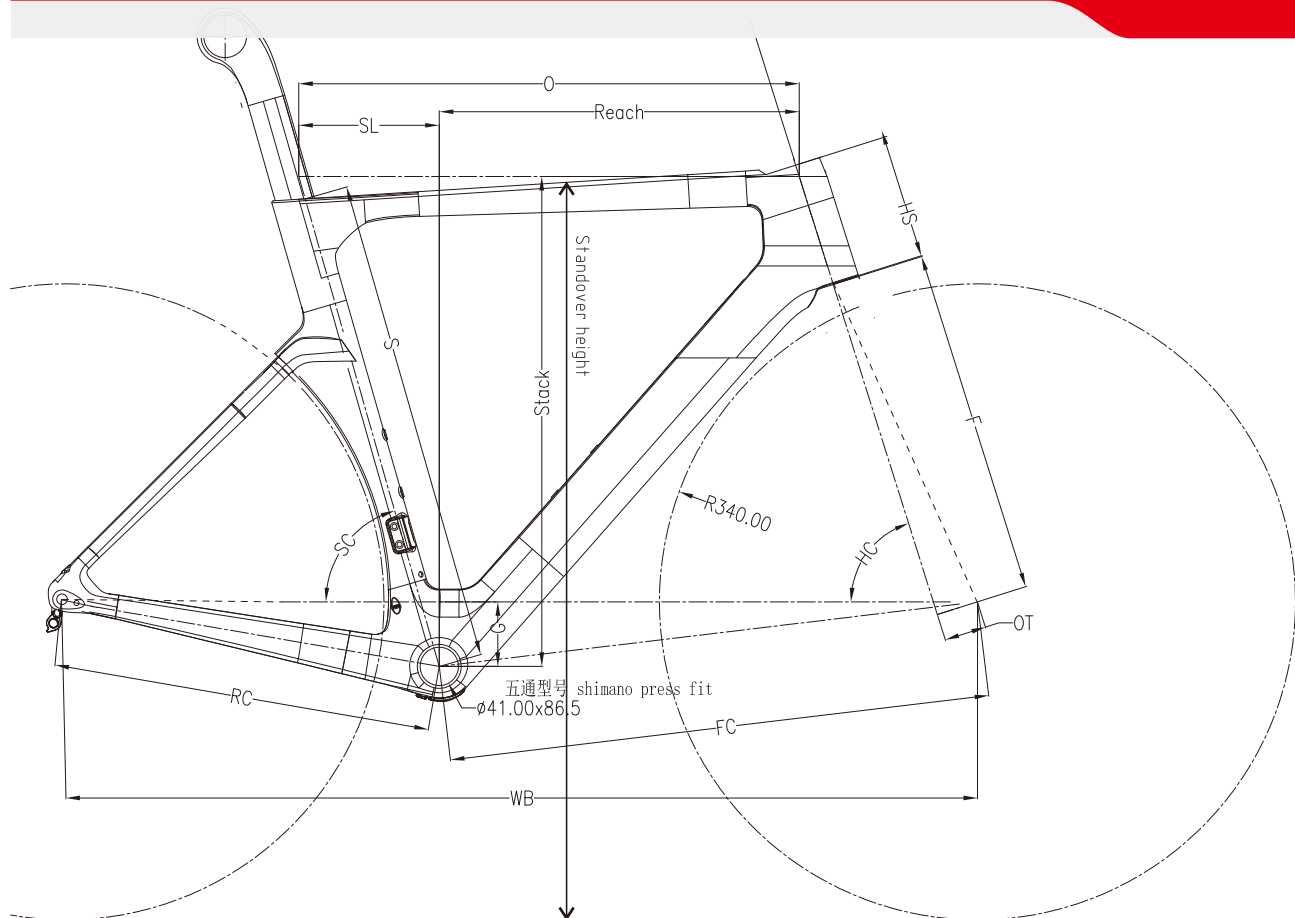 O
Reach
SL
HS
Standover height
S
Stack
F
R340.00
SC
HC
G
OT
五通型号 shimano press fit
ø41.00x86.5
RC
FC
WB